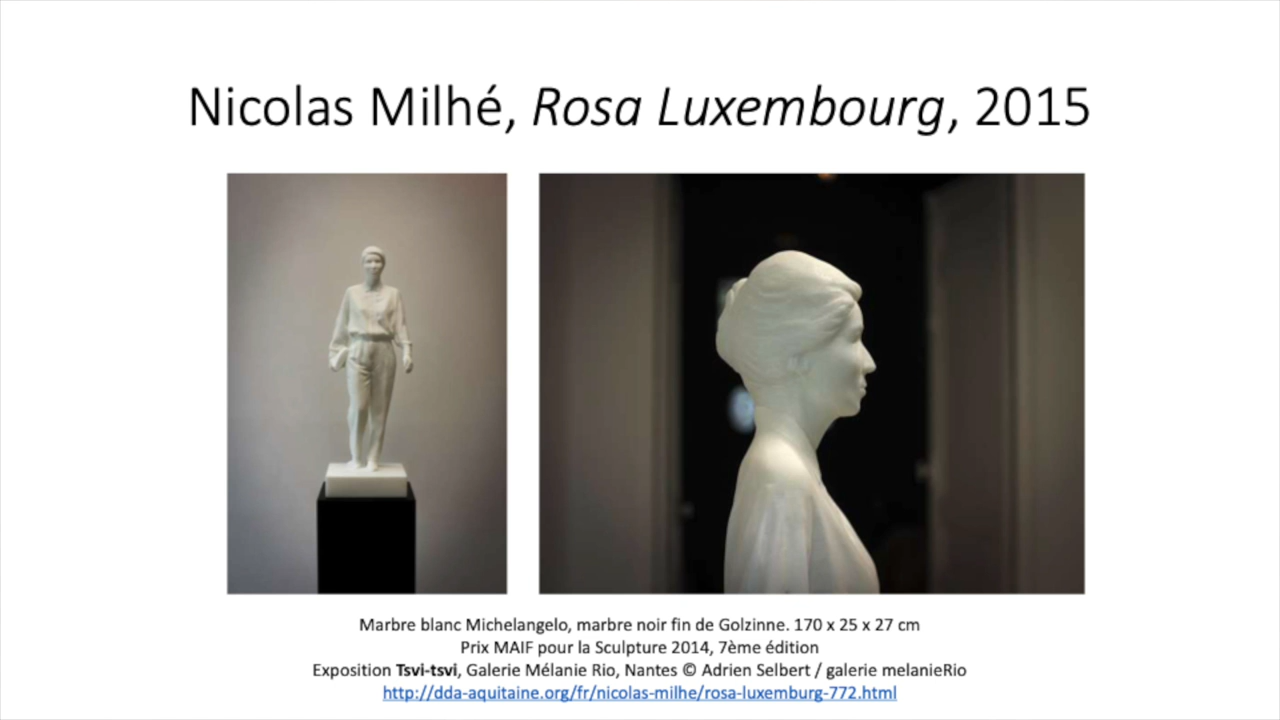 Nicolas Milhé, Rosa Luxembourg, 2015
Marbre blanc Michelangelo, marbre noir fin de Golzinne. 170 x 25 x 27 cm
Prix MAIF pour la Sculpture 2014, 7ème édition
Exposition Tsvi-tsvi, Galerie Mélanie Rio, Nantes © Adrien Selbert / galerie melanieRio
http://dda-aquitaine.org/fr/nicolas-milhe/rosa-luxemburg-772.html